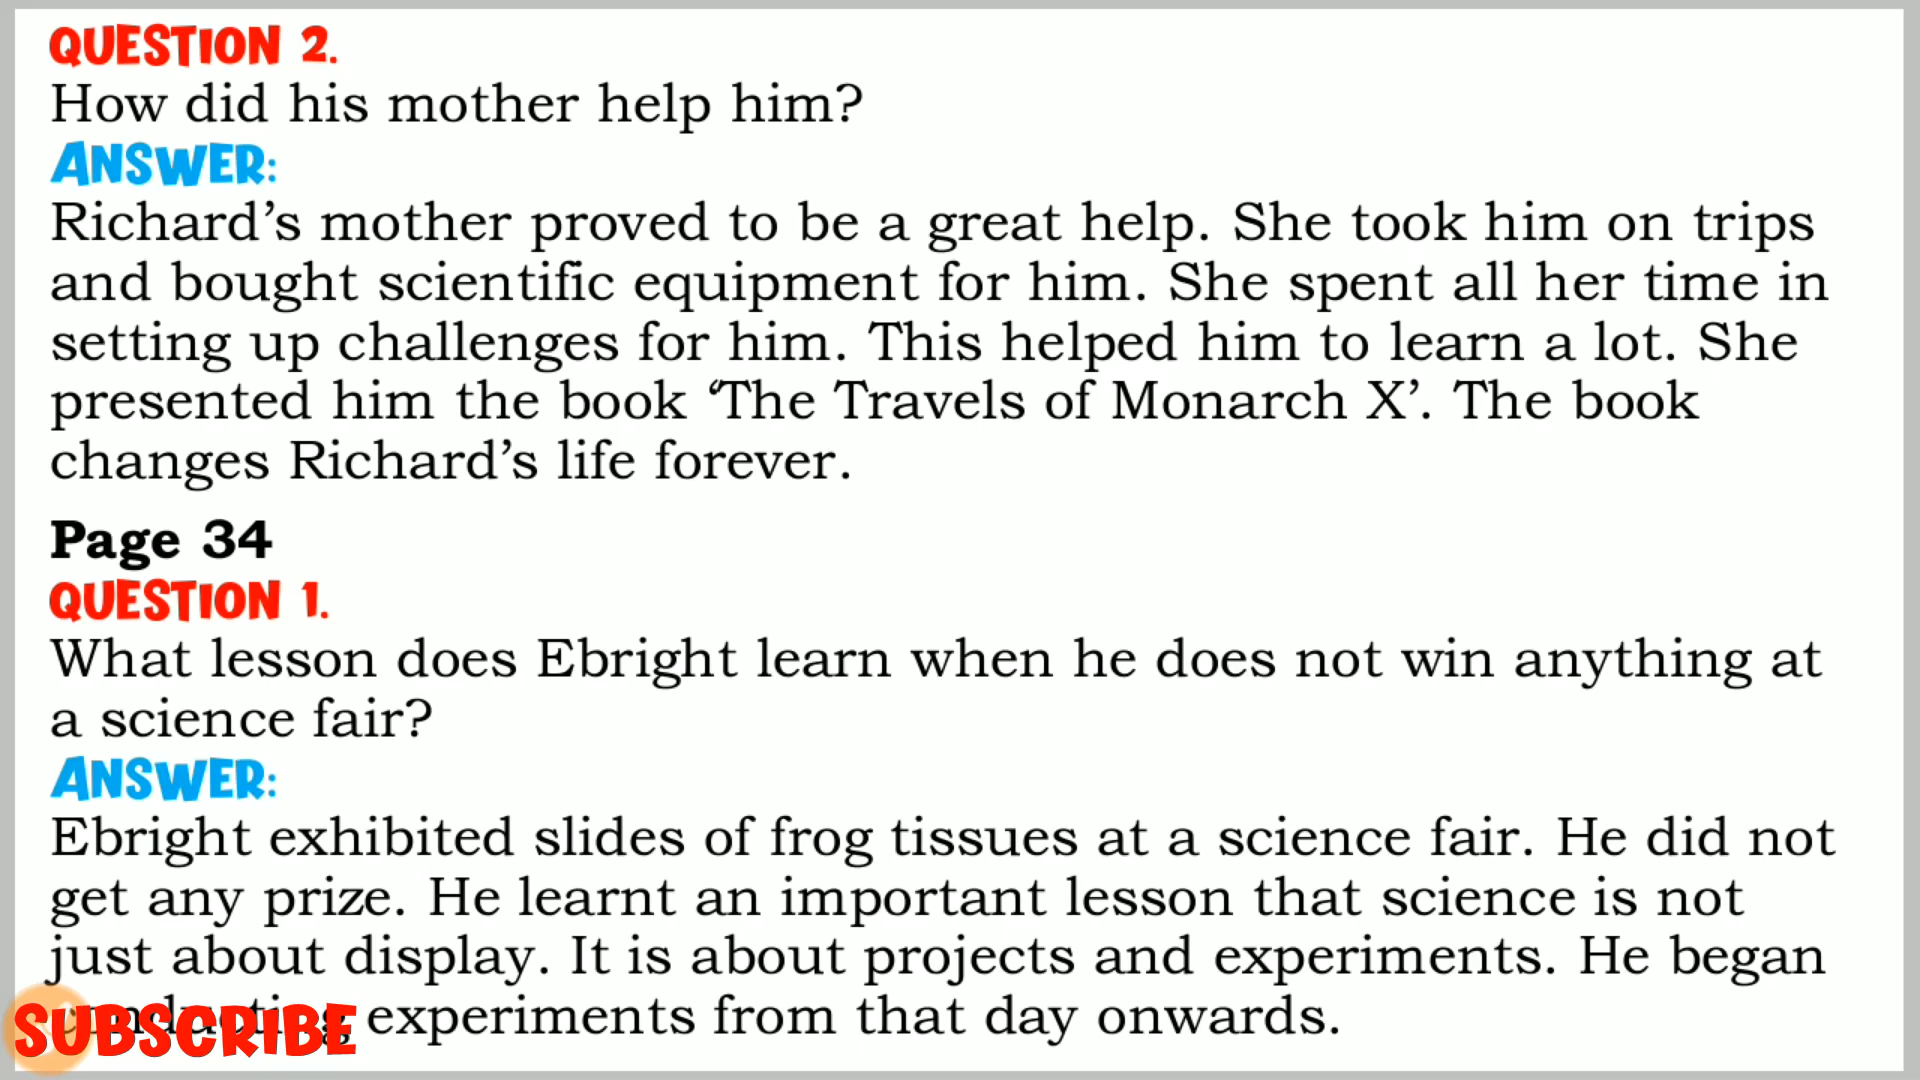 QUESTION 2.
How did his mother help him?
ANSWER:
Richard’s mother proved to be a great help. She took him on trips
and bought scientific equipment for him. She spent all her time in
setting up challenges for him. This helped him to learn a lot. She
presented him the book ‘The Travels of Monarch X’. The book
changes Richard’s life forever.
Page 34
QUESTION 1.
What lesson does Ebright learn when he does not win anything at
a science fair?
ANSWER:
Ebright exhibited slides of frog tissues at a science fair. He did not
get any prize. He learnt an important lesson that science is not
just about display. It is about projects and experiments. He began
conducting experiments from that day onwards.
SUBSCRIBE